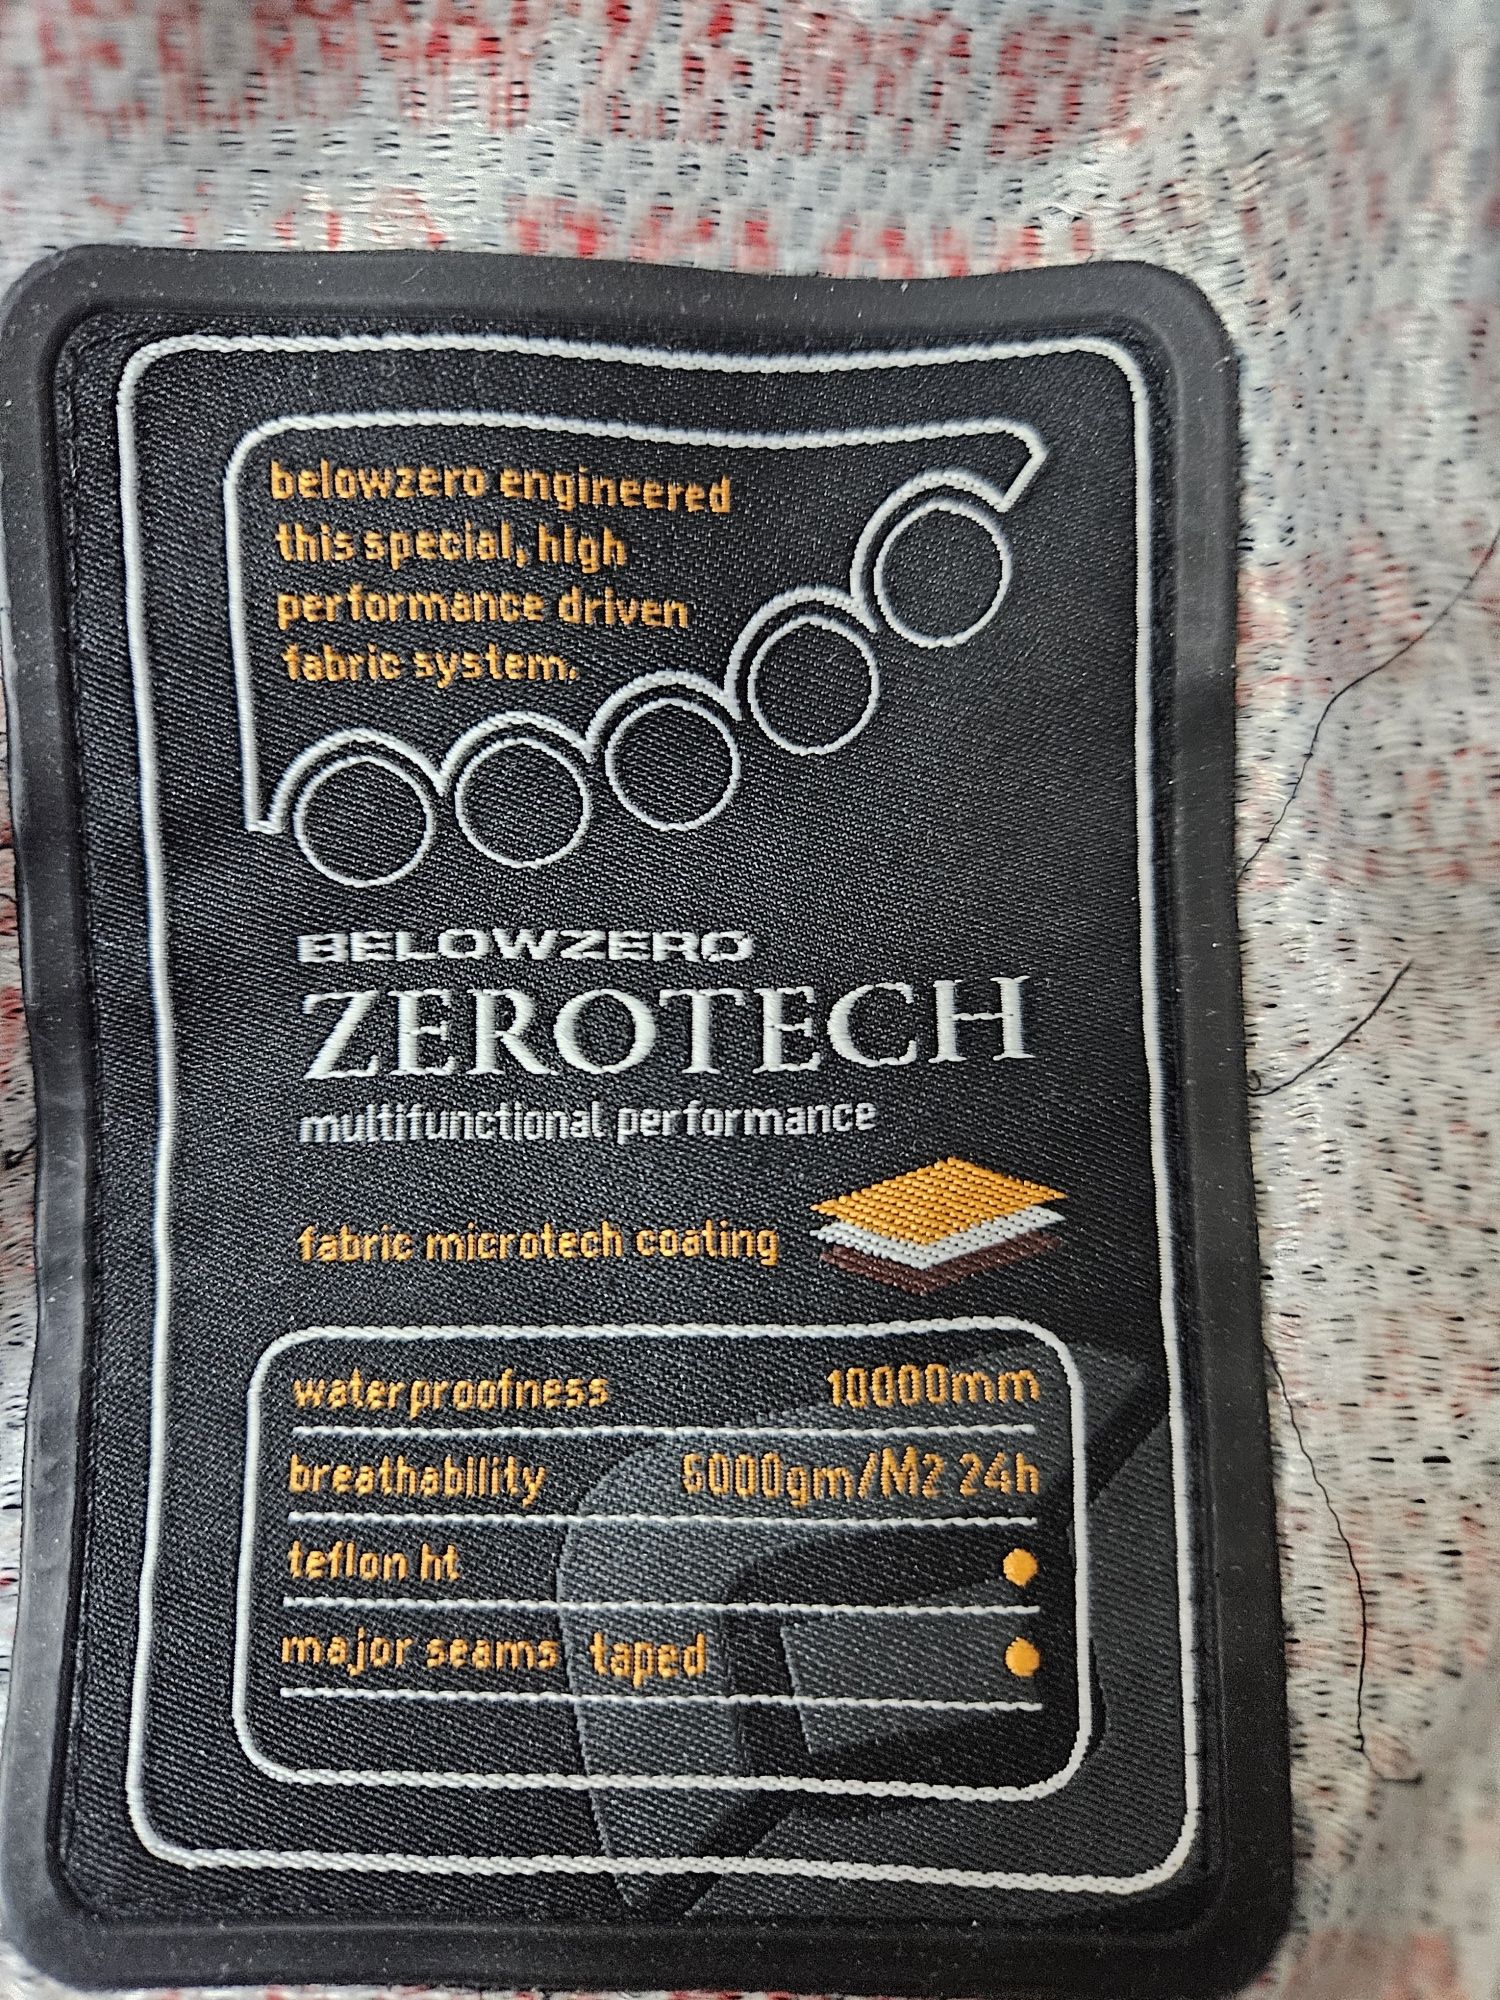 belowzero engineered
this special, high
performance driven
fabric system.
BELOWZERO
ZEROTECH
multifunctional performance
fabric microtech coating
waterproofness 10000mm
breathability 6000gm/M2 24h
teflon ht
major seams taped